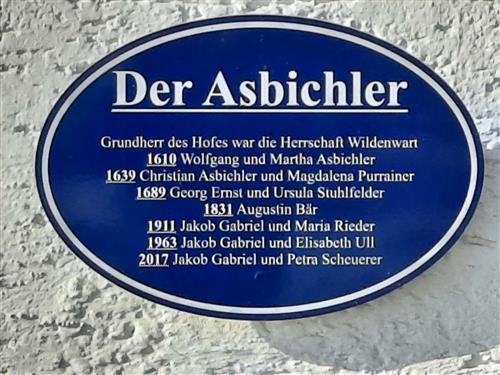 Der Asbichler
Grundherr des Hofes war die Herrschaft Wildenwart
1610 Wolfgang und Martha Asbichler
1639 Christian Asbichler und Magdalena Purrainer
1689 Georg Ernst und Ursula Stuhlfelder
1831 Augustin Bär
1911 Jakob Gabriel und Maria Rieder
1963 Jakob Gabriel und Elisabeth Ull
2017 Jakob Gabriel und Petra Scheuerer